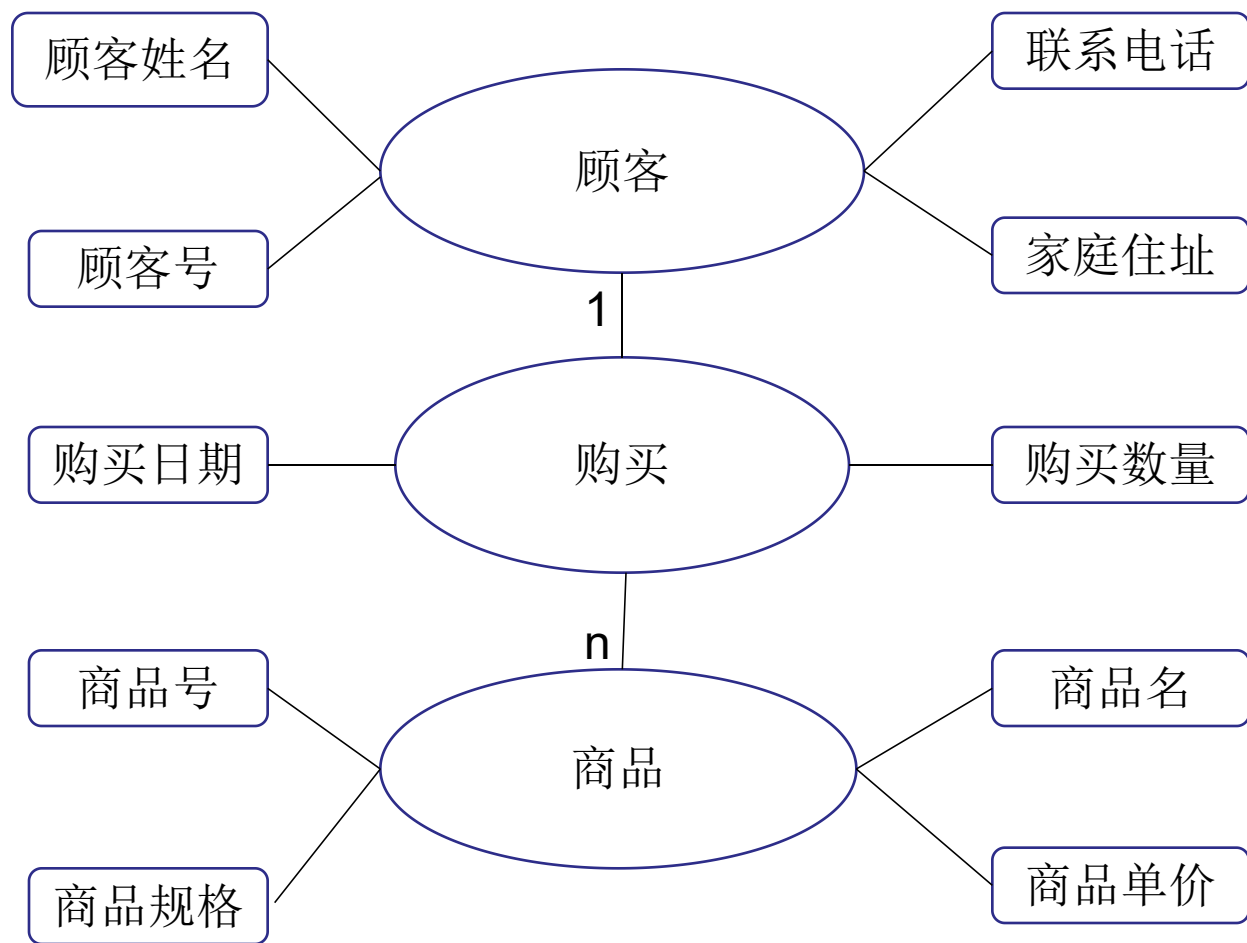 顾客姓名
联系电话
顾客
顾客号
家庭住址
1
购买日期
购买
购买数量
n
商品号
商品名
商品
商品规格
商品单价